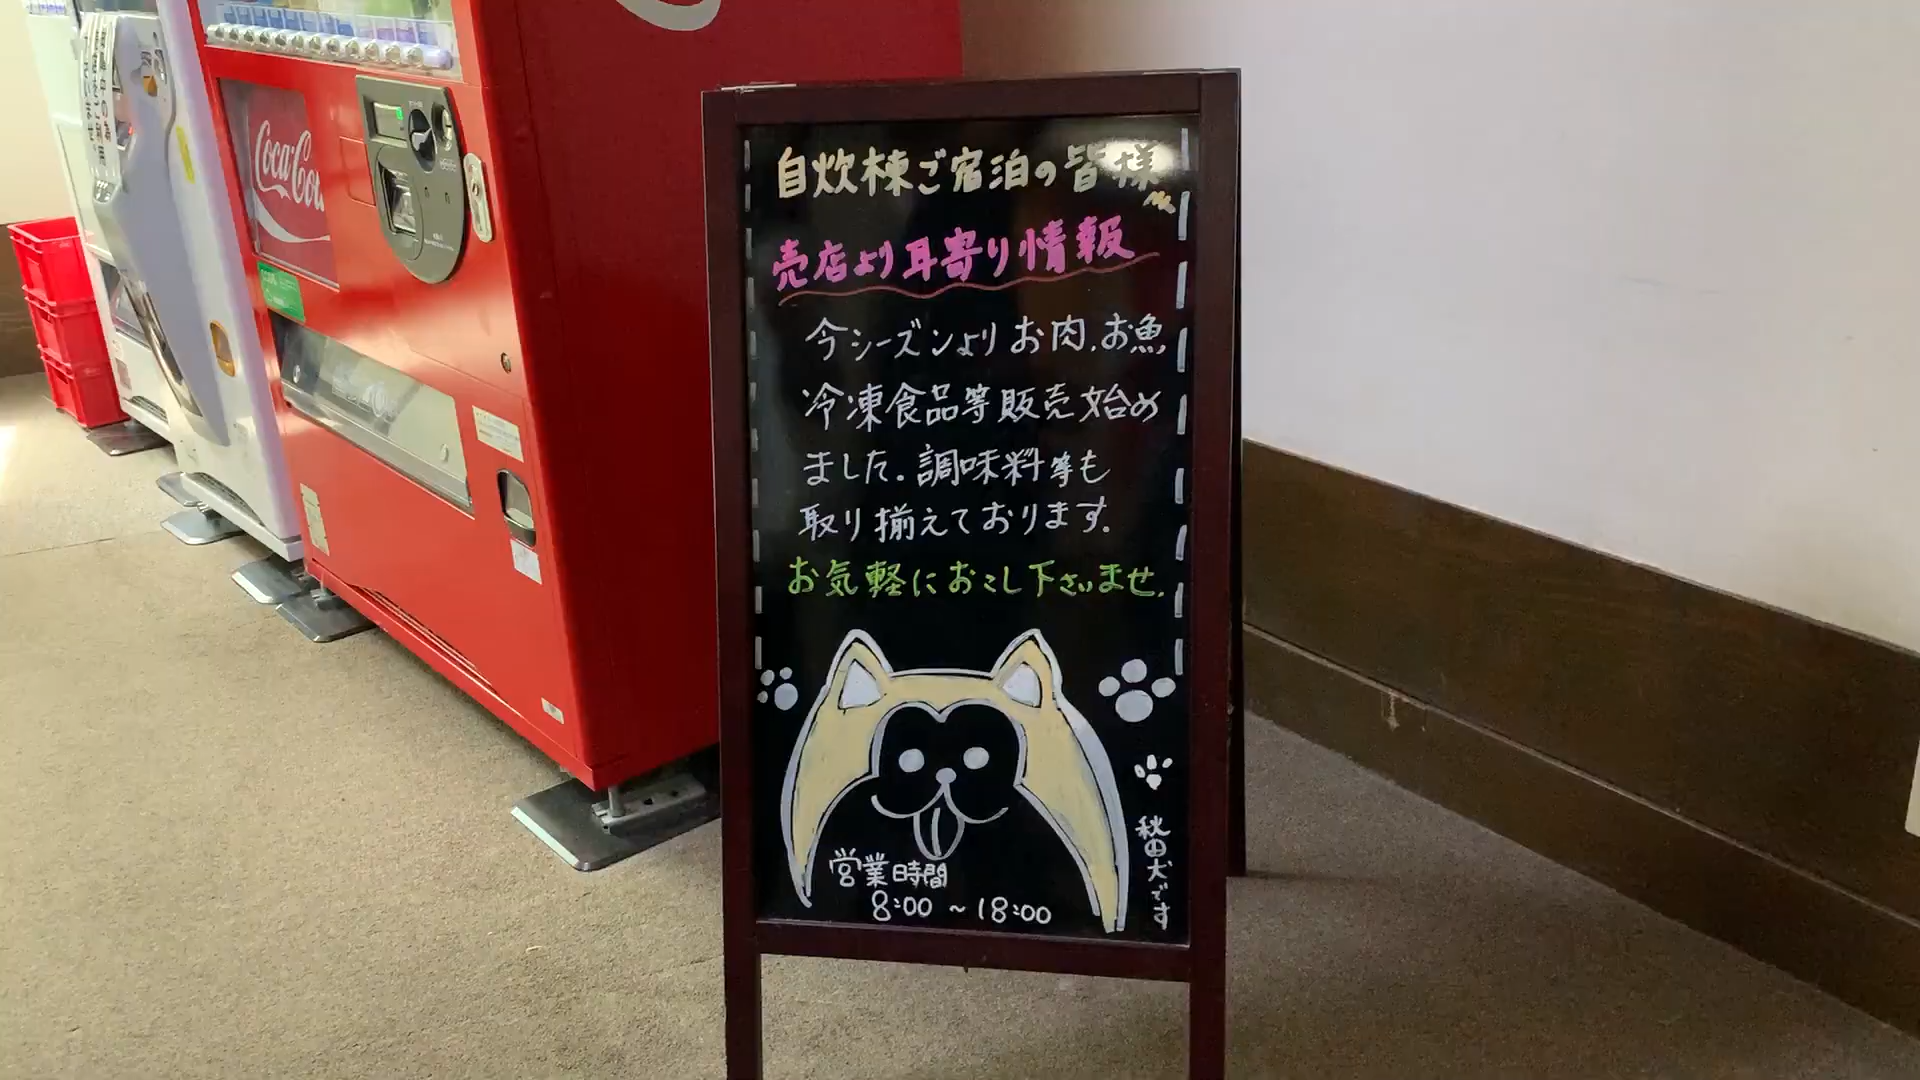 自炊棟ご宿泊の皆様
売店より耳寄り情報
今シーズンよりお肉.お魚
冷凍食品等販売始め
ました.調味料等も
取り揃えております.
お気軽におこし下さいませ.
営業時間
8:00 ~ 18:00
秋田犬です
Coca-Cola